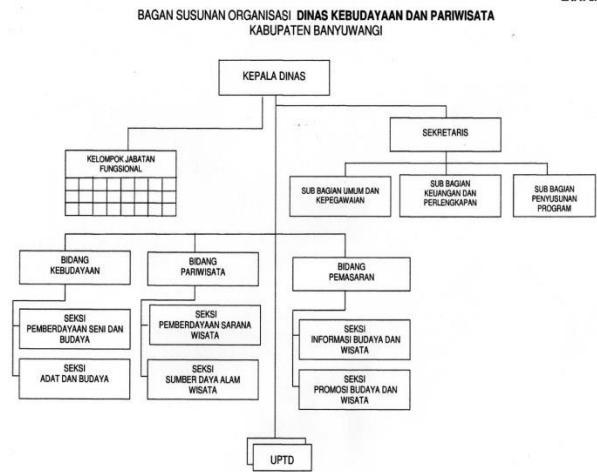 BAGAN SUSUNAN ORGANISASI DINAS KEBUDAYAAN DAN PARIWISATA
KABUPATEN BANYUWANGI
KEPALA DINAS
SEKRETARIS
KELOMPOK JABATAN
FUNGSIONAL
SUB BAGIAN UMUM DAN
KEPEGAWAIAN
SUB BAGIAN
KEUANGAN DAN
PERLENGKAPAN
SUB BAGIAN
PENYUSUNAN
PROGRAM
BIDANG
KEBUDAYAAN
BIDANG
PARIWISATA
BIDANG
PEMASARAN
SEKSI
PEMBERDAYAAN SENI DAN
BUDAYA
SEKSI
PEMBERDAYAAN SARANA
WISATA
SEKSI
INFORMASI BUDAYA DAN
WISATA
SEKSI
ADAT DAN BUDAYA
SEKSI
SUMBER DAYA ALAM
WISATA
SEKSI
PROMOSI BUDAYA DAN
WISATA
UPTD